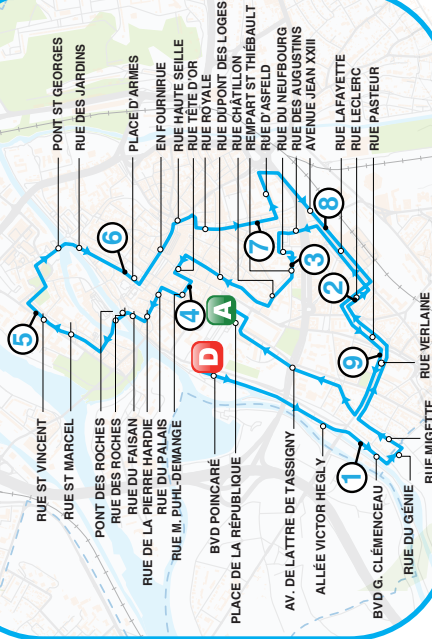 PONT ST GEORGES
RUE DES JARDINS
PLACE D'ARMES
EN FOURNIRUE
RUE HAUTE SEILLE
RUE TÊTE D'OR
RUE ROYALE
RUE DUPONT DES LOGES
RUE CHÂTILLON
REMPART ST THIÉBAULT
RUE D'ASFELD
RUE DU NEUFBOURG
RUE DES AUGUSTINS
AVENUE JEAN XXIII
RUE LAFAYETTE
RUE LECLERC
RUE PASTEUR
5
6
7
3
8
2
4
A
D
9
1
RUE ST VINCENT
RUE ST MARCEL
PONT DES ROCHES
RUE DES ROCHES
RUE DU FAISAN
RUE DE LA PIERRE HARDIE
RUE DU PALAIS
RUE M. PUHL-DEMANGE
BVD POINCARÉ
PLACE DE LA RÉPUBLIQUE
AV. DE LATTRE DE TASSIGNY
ALLÉE VICTOR HEGLY
BVD G. CLÉMENCEAU
RUE DU GÉNIE
RUE MIGETTE
RUE VERLAINE